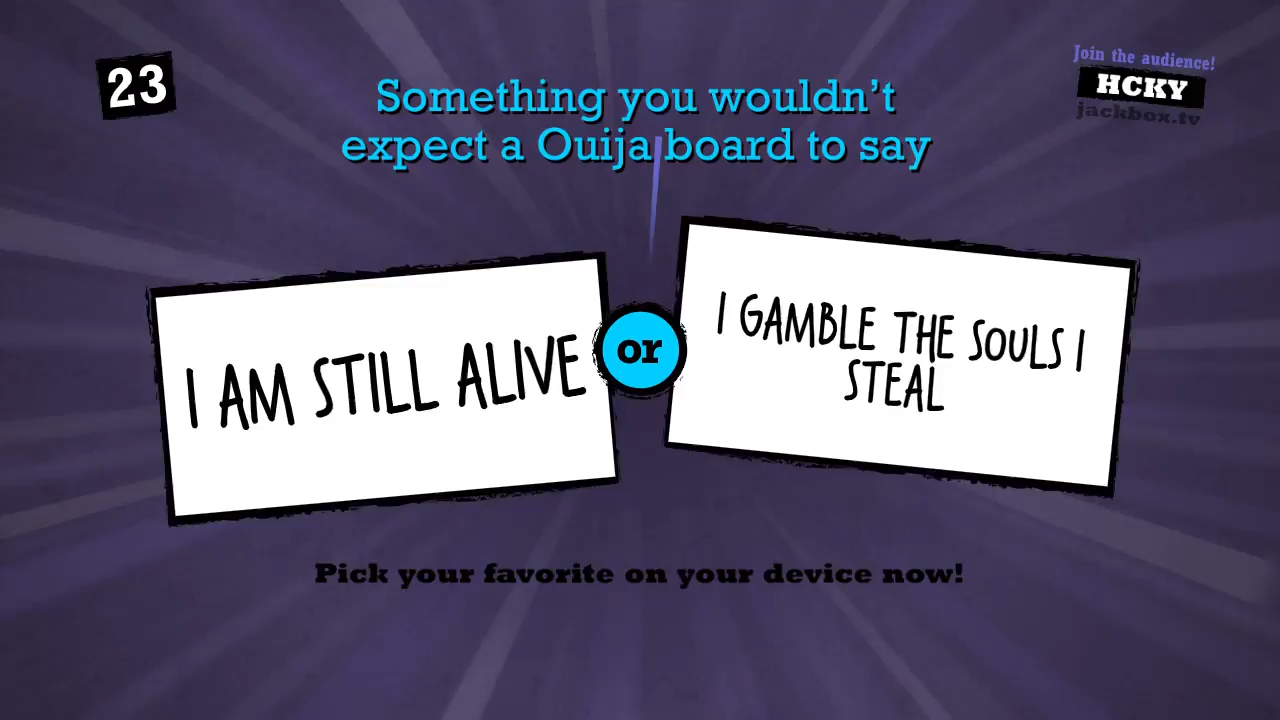 23
Join the audience!
HCKY
jackbox.tv
Something you wouldn't
expect a Ouija board to say
I AM STILL ALIVE
or
I GAMBLE THE SOULS I
STEAL
Pick your favorite on your device now!